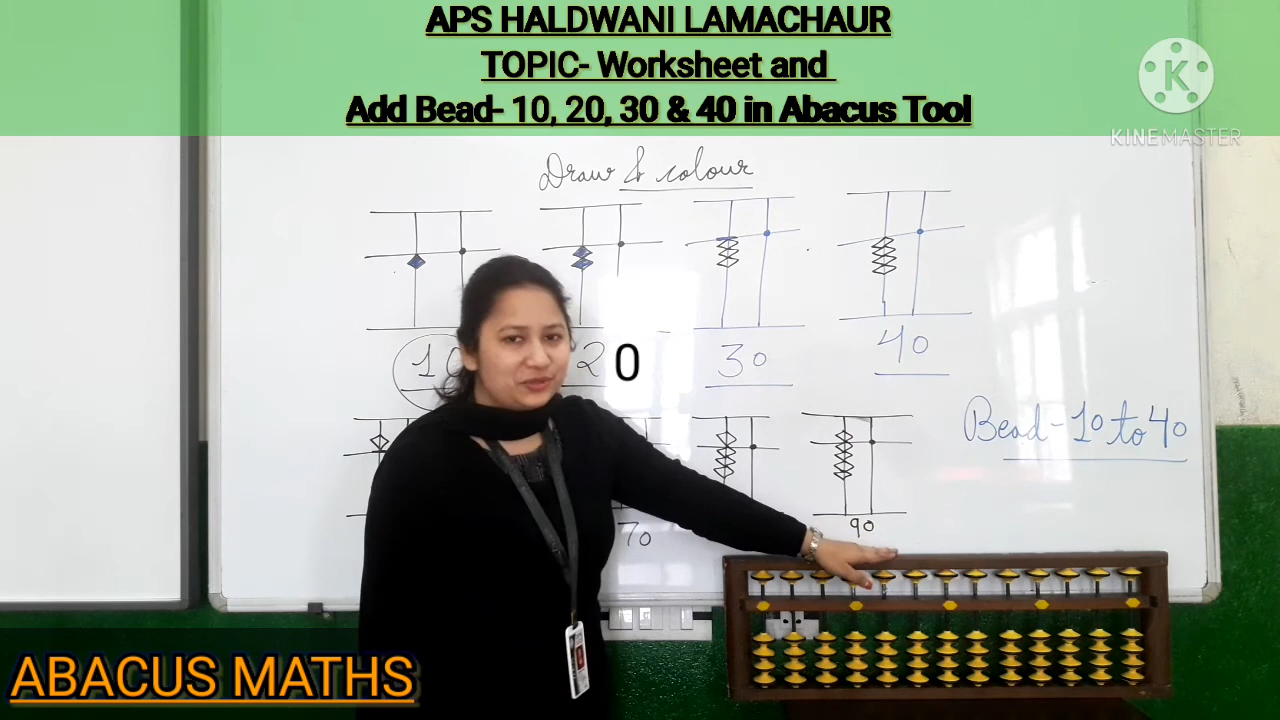 APS HALDWANI LAMACHAUR
TOPIC- Worksheet and
Add Bead- 10, 20, 30 & 40 in Abacus Tool
K
KINEMASTER
Draw & colour
10 20 30 40
Bead - 10 to 40
70 90
ABACUS MATHS